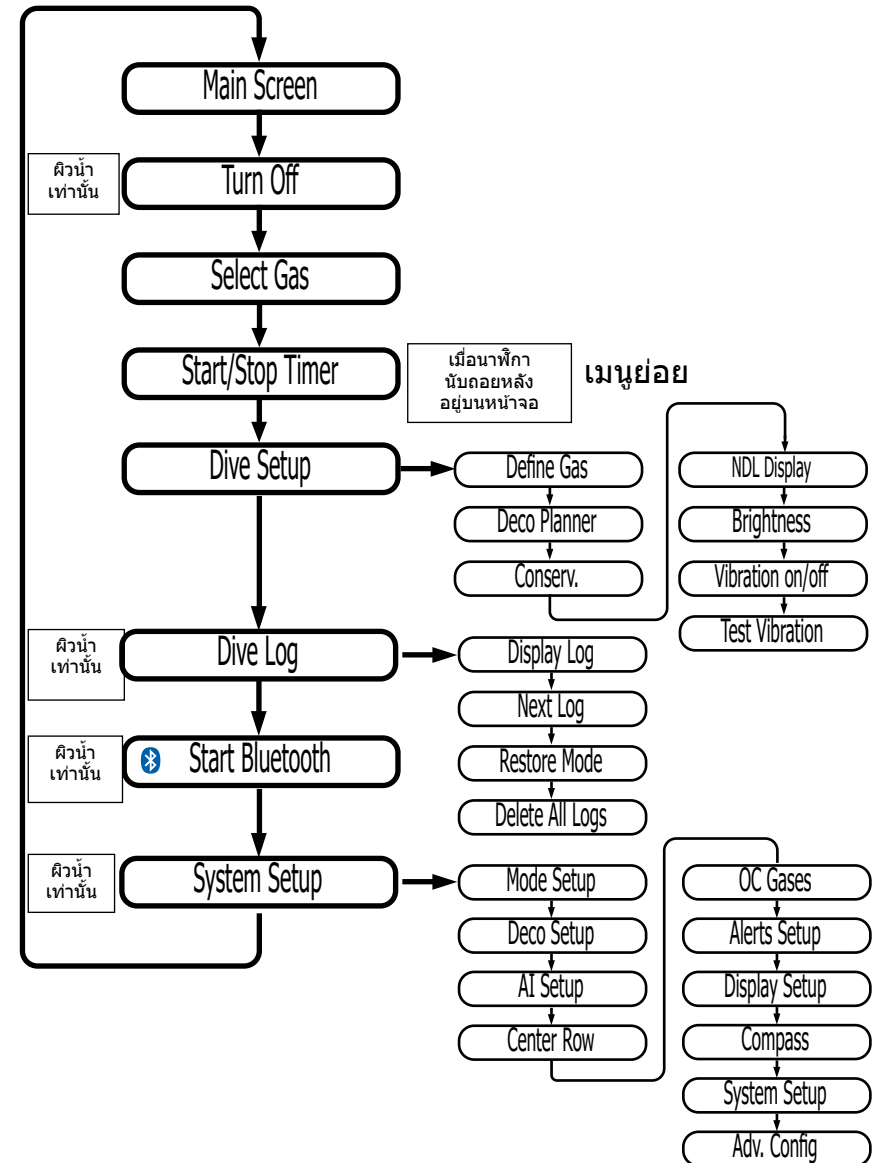 Main Screen
ผิวน้ำ
เท่านั้น
Turn Off
Select Gas
Start/Stop Timer
เมื่อนาฬิกา
นับถอยหลัง
อยู่บนหน้าจอ
เมนูย่อย
Dive Setup
Define Gas
Deco Planner
Conserv.
NDL Display
Brightness
Vibration on/off
Test Vibration
ผิวน้ำ
เท่านั้น
Dive Log
Display Log
Next Log
Restore Mode
Delete All Logs
ผิวน้ำ
เท่านั้น
Start Bluetooth
ผิวน้ำ
เท่านั้น
System Setup
Mode Setup
Deco Setup
AI Setup
Center Row
OC Gases
Alerts Setup
Display Setup
Compass
System Setup
Adv. Config